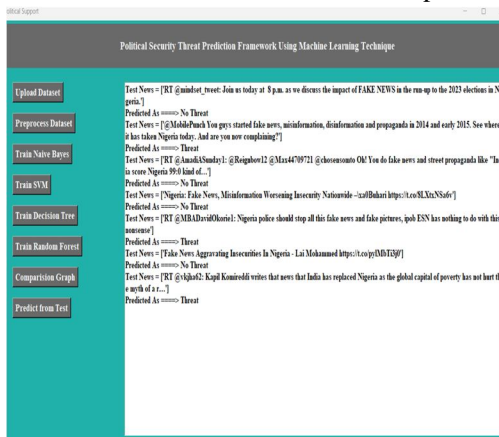 olitical Support
Political Security Threat Prediction Framework Using Machine Learning Technique
Upload Dataset
Preprocess Dataset
Train Naive Bayes
Train SVM
Train Decision Tree
Train Random Forest
Comparision Graph
Predict from Test
Test News = ['RT @mindset_tweet: Join us today at 8 p.m. as we discuss the impact of FAKE NEWS in the run-up to the 2023 elections in N
geria.']
Predicted As ===> No Threat
Test News = ['@MobilePunch You guys started fake news, misinformation, disinformation and propaganda in 2014 and early 2015. See where
it has taken Nigeria today. And are you now complaining?']
Predicted As ===> No Threat
Test News = ['RT @AmadiASunday1: @Reignbow12 @Max44709721 @chosensomto Oh! You do fake news and street propaganda like "In
ia score Nigeria 99:0 kind of…']
Predicted As ===> No Threat
Test News = ['Nigeria: Fake News, Misinformation Worsening Insecurity Nationwide –\xa0Buhari https://t.co/8LXtxNSa6v']
Predicted As ===> No Threat
Test News = ['RT @MBADavidOkorie1: Nigeria police should stop all this fake news and fake pictures, ipob ESN has nothing to do with this
nonsense']
Predicted As ===> Threat
Test News = ['Fake News Aggravating Insecurities In Nigeria - Lai Mohammed https://t.co/pylMbTi3j0']
Predicted As ===> No Threat
Test News = ['RT @vkjha62: Kapil Komireddi writes that news that India has replaced Nigeria as the global capital of poverty has not hurt th
e myth of a r…']
Predicted As ===> Threat